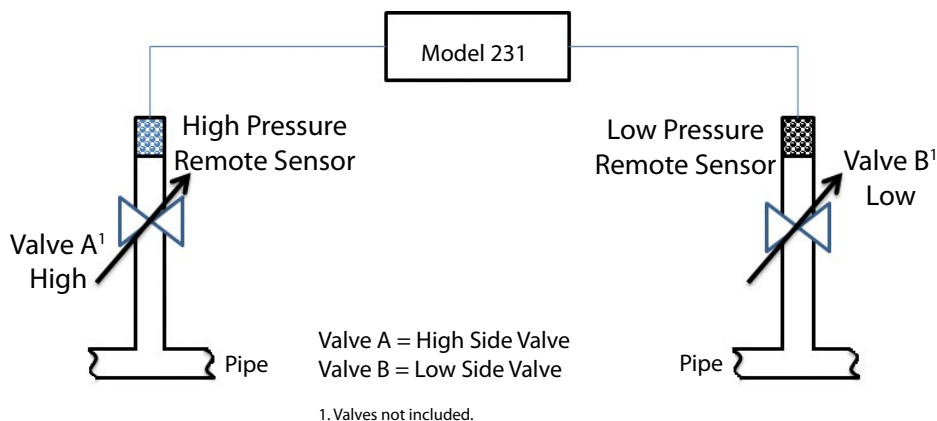 Model 231
High Pressure
Remote Sensor
Low Pressure
Remote Sensor
Valve B¹
Low
Valve A¹
High
Pipe
Valve A = High Side Valve
Valve B = Low Side Valve
Pipe
1. Valves not included.